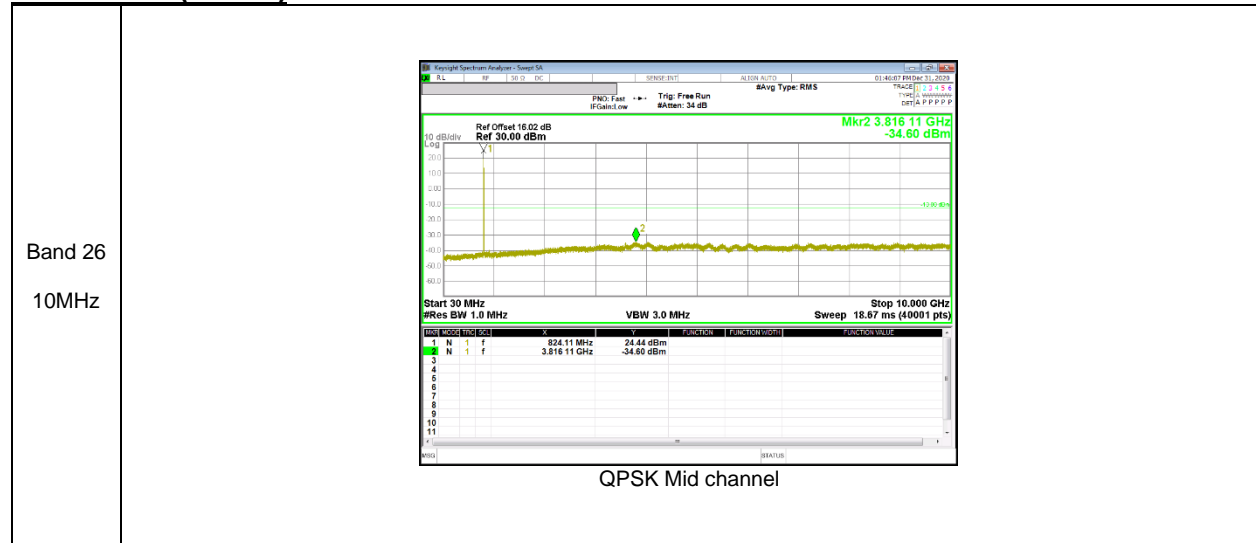 Band 26
10MHz
Keysight Spectrum Analyzer - Swept SA
RL RF 50 Ω DC SENSE:INT ALIGN AUTO 01:46:07 PM Dec 31, 2020
#Avg Type: RMS
TRACE 1 2 3 4 5 6
PNO: Fast Trig: Free Run
TYPE A WWWWW
IFGain:Low #Atten: 34 dB
DET A P P P P P
Mkr2 3.816 11 GHz
-34.60 dBm
Ref Offset 16.02 dB
10 dB/div Ref 30.00 dBm
Log
1
20.0
10.0
0.00
-10.0
-13.00 dBm
-20.0
2
-30.0
-40.0
-50.0
-60.0
Start 30 MHz Stop 10.000 GHz
#Res BW 1.0 MHz VBW 3.0 MHz Sweep 18.67 ms (40001 pts)
MKR MODE TRC SCL X Y FUNCTION FUNCTION WIDTH FUNCTION VALUE
1 N 1 f 824.11 MHz 24.44 dBm
2 N 1 f 3.816 11 GHz -34.60 dBm
3
4
5
6
7
8
9
10
11
MSG STATUS
QPSK Mid channel